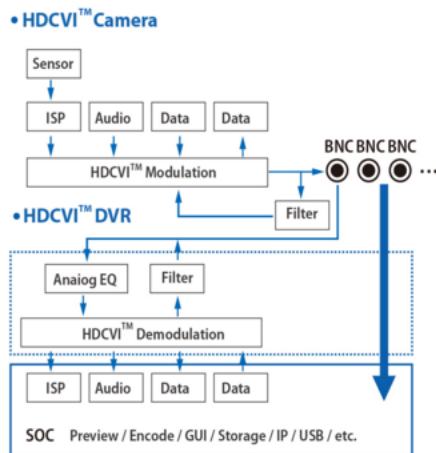 • HDCVI™ Camera
Sensor
ISP Audio Data Data
BNC BNC BNC
HDCVI™ Modulation ...
Filter
• HDCVI™ DVR
Anaiog EQ Filter
HDCVI™ Demodulation
ISP Audio Data Data
SOC Preview / Encode / GUI / Storage / IP / USB / etc.